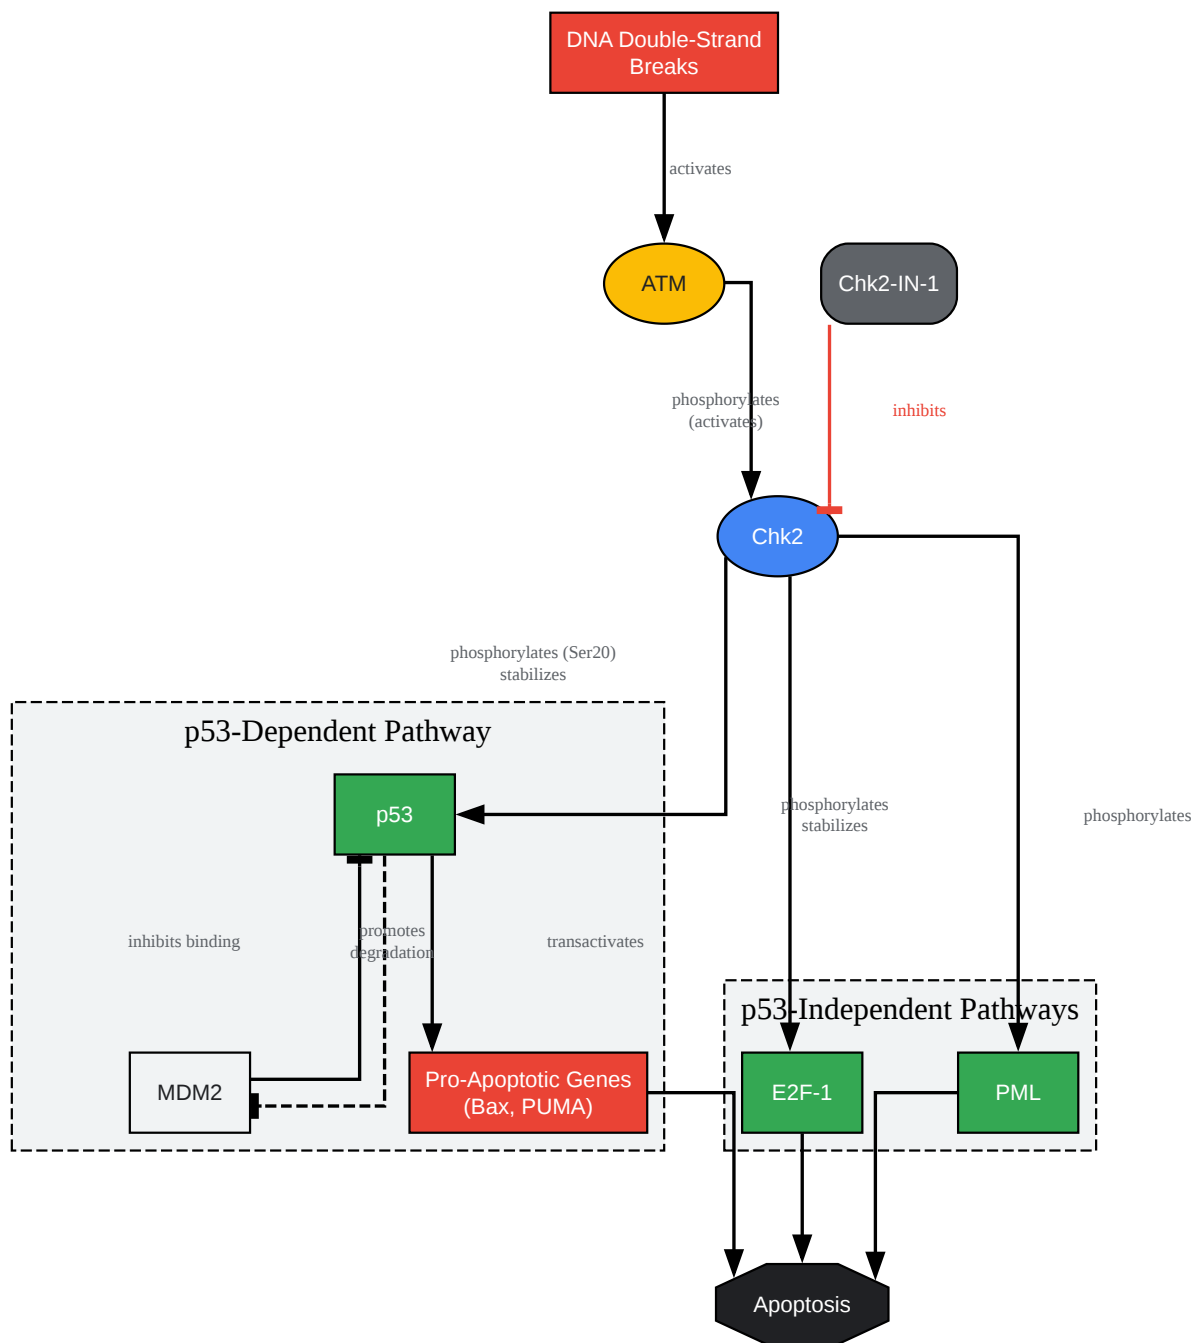 DNA Double-Strand
Breaks
activates
ATM
Chk2-IN-1
phosphorylates
(activates)
inhibits
Chk2
phosphorylates (Ser20)
stabilizes
p53-Dependent Pathway
p53
phosphorylates
stabilizes
phosphorylates
inhibits binding
promotes
degradation
transactivates
p53-Independent Pathways
MDM2
Pro-Apoptotic Genes
(Bax, PUMA)
E2F-1
PML
Apoptosis